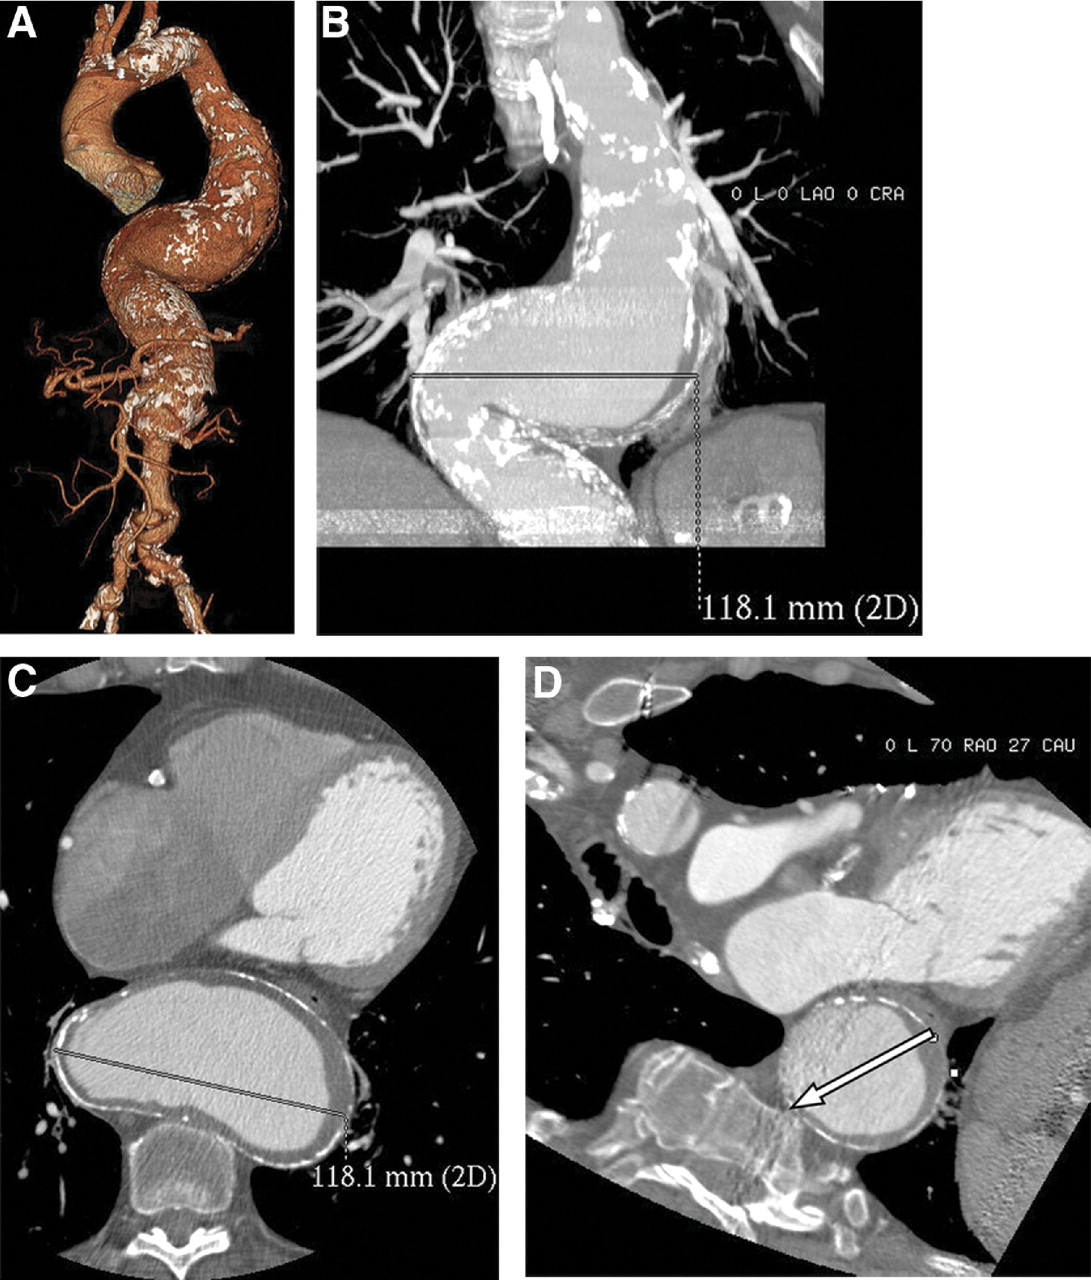 A
B
0 L 0 LAO 0 CRA
118.1 mm (2D)
C
118.1 mm (2D)
D
0 L 70 RAO 27 CAU